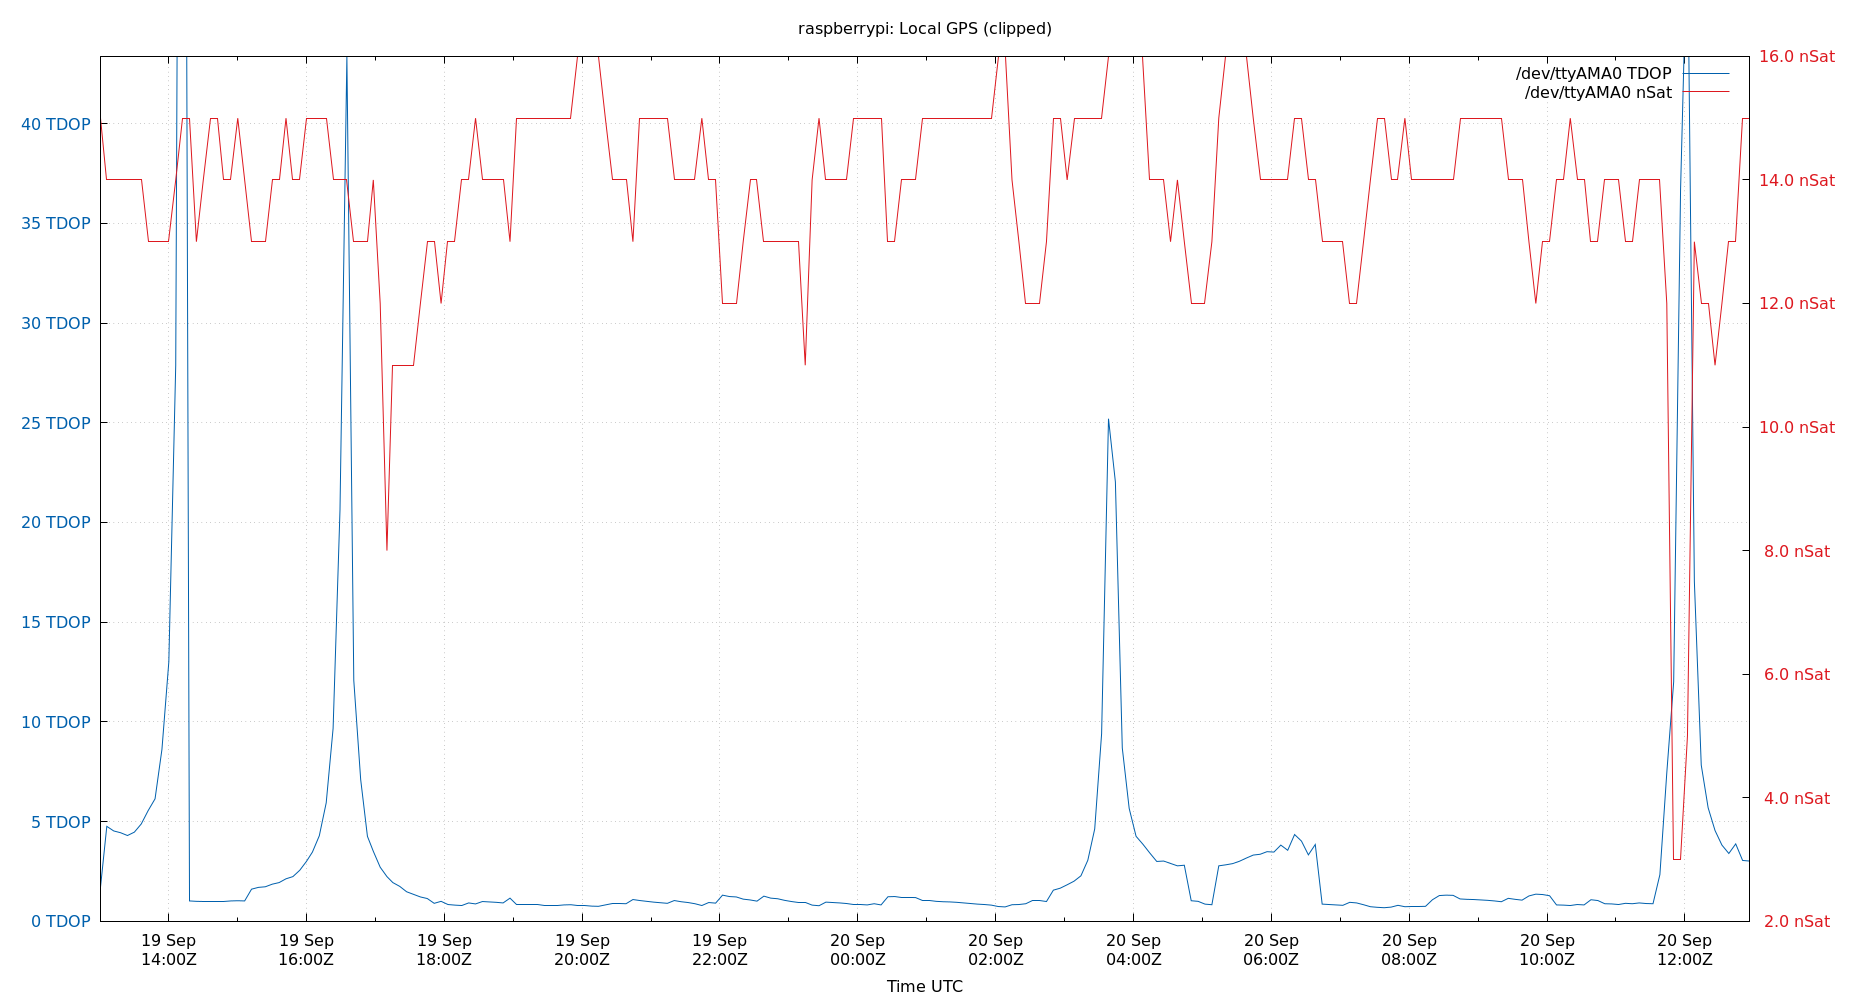 raspberrypi: Local GPS (clipped)
/dev/ttyAMA0 TDOP
/dev/ttyAMA0 nSat
40 TDOP
35 TDOP
30 TDOP
25 TDOP
20 TDOP
15 TDOP
10 TDOP
5 TDOP
0 TDOP
16.0 nSat
14.0 nSat
12.0 nSat
10.0 nSat
8.0 nSat
6.0 nSat
4.0 nSat
2.0 nSat
19 Sep
14:00Z
19 Sep
16:00Z
19 Sep
18:00Z
19 Sep
20:00Z
19 Sep
22:00Z
20 Sep
00:00Z
20 Sep
02:00Z
20 Sep
04:00Z
20 Sep
06:00Z
20 Sep
08:00Z
20 Sep
10:00Z
20 Sep
12:00Z
Time UTC